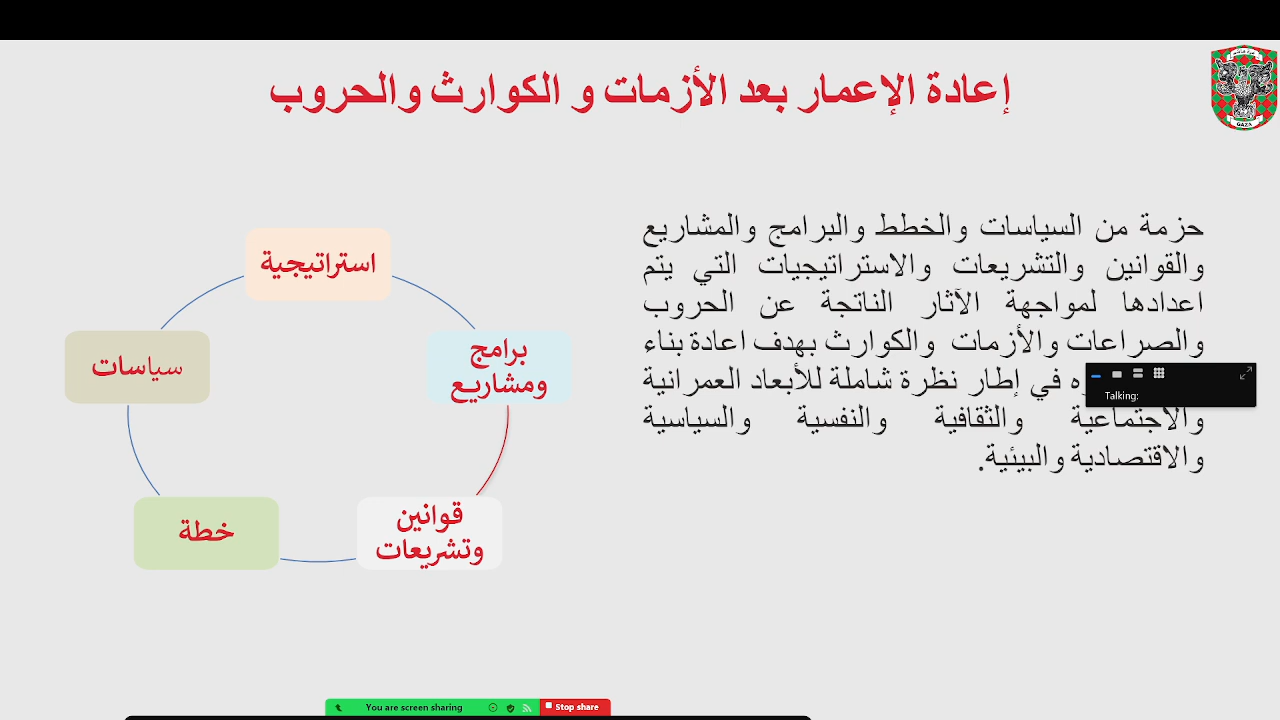 إعادة الإعمار بعد الأزمات و الكوارث والحروب
GAZA
حزمة من السياسات والخطط والبرامج والمشاريع
والقوانين والتشريعات والاستراتيجيات التي يتم
اعدادها لمواجهة الآثار الناتجة عن الحروب
والصراعات والأزمات والكوارث بهدف اعادة بناء
في إطار نظرة شاملة للأبعاد العمرانية
والاجتماعية والثقافية والنفسية والسياسية
والاقتصادية والبيئية.
Talking:
استراتيجية
برامج
ومشاريع
قوانين
وتشريعات
خطة
سياسات
You are screen sharing
Stop share